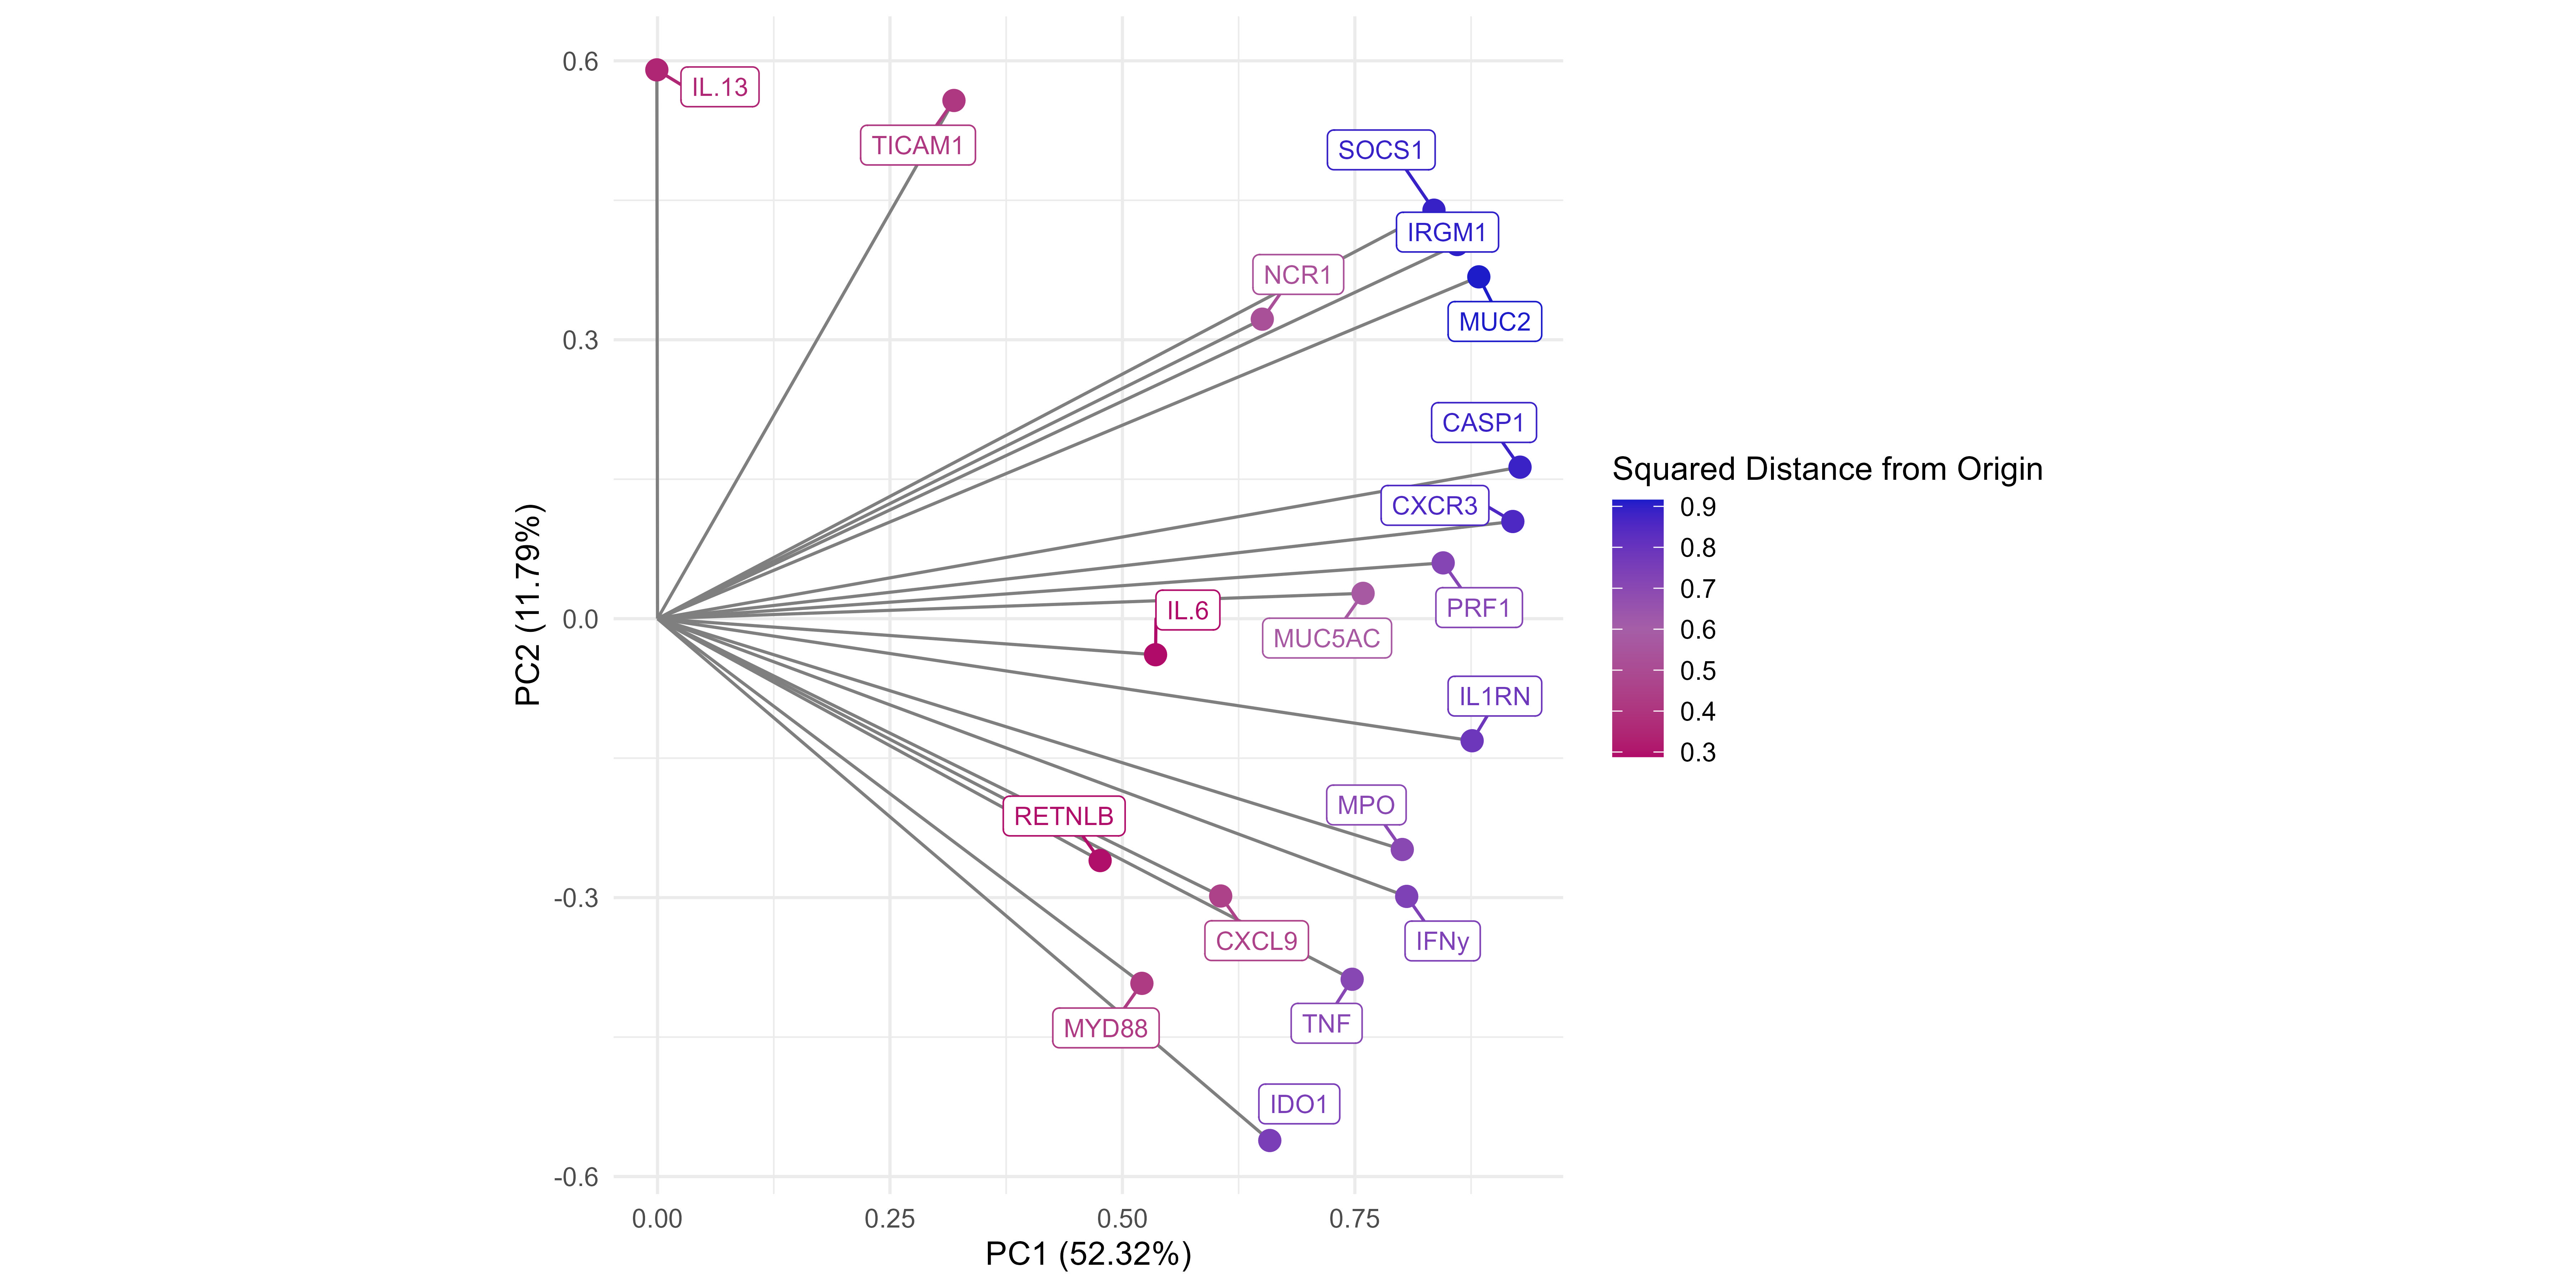 0.6
0.3
0.0
-0.3
-0.6
PC2 (11.79%)
IL.13
TICAM1
SOCS1
IRGM1
NCR1
MUC2
CASP1
CXCR3
PRF1
IL.6
MUC5AC
IL1RN
MPO
RETNLB
CXCL9
IFNy
TNF
MYD88
IDO1
0.00 0.25 0.50 0.75
PC1 (52.32%)
Squared Distance from Origin
0.9
0.8
0.7
0.6
0.5
0.4
0.3